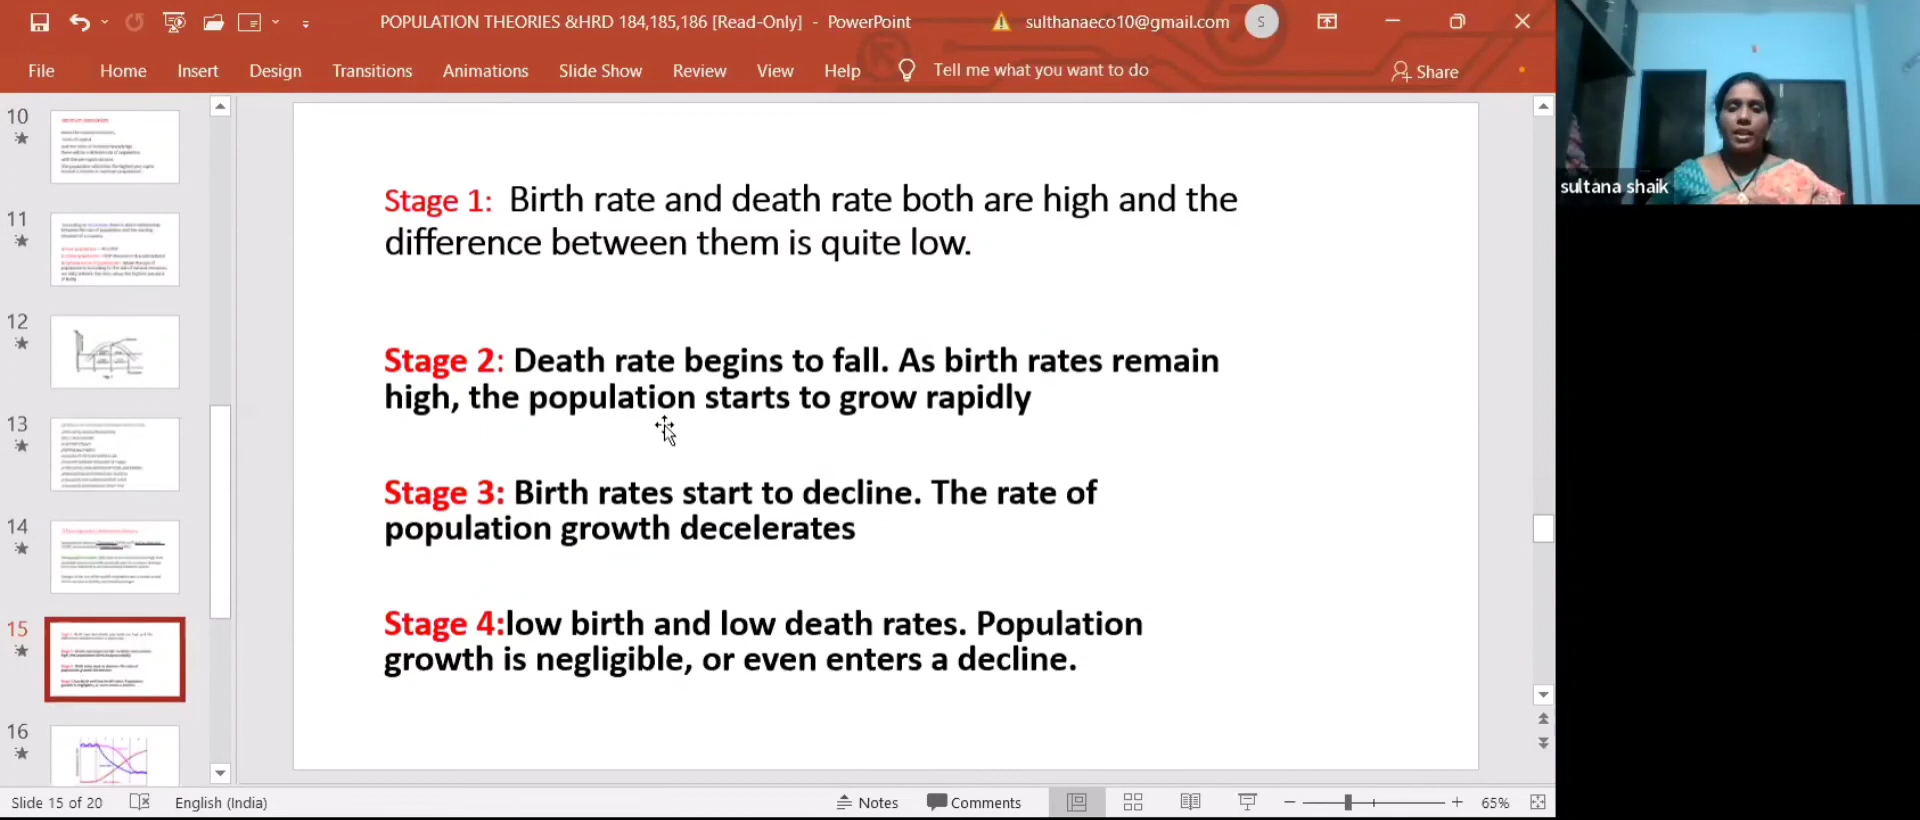 POPULATION THEORIES &HRD 184,185,186 [Read-Only] - PowerPoint
sulthanaeco10@gmail.com
S
File Home Insert Design Transitions Animations Slide Show Review View Help Tell me what you want to do
Share
sultana shaik
10
11
12
13
14
15
16
Stage 1: Birth rate and death rate both are high and the
difference between them is quite low.
Stage 2: Death rate begins to fall. As birth rates remain
high, the population starts to grow rapidly
Stage 3: Birth rates start to decline. The rate of
population growth decelerates
Stage 4:low birth and low death rates. Population
growth is negligible, or even enters a decline.
Slide 15 of 20 English (India) Notes Comments 65%